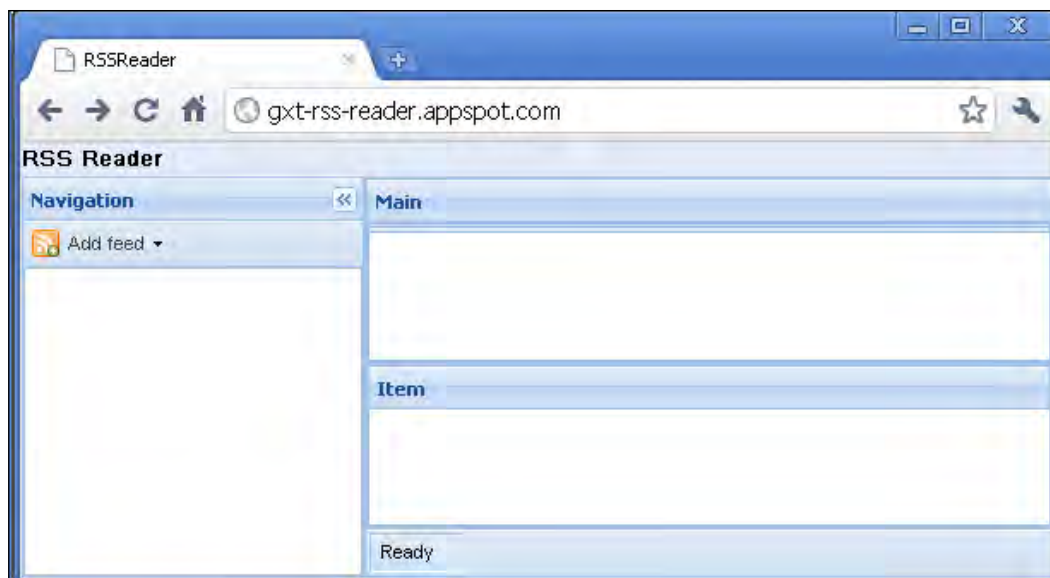 RSSReader
gxt-rss-reader.appspot.com
RSS Reader
Navigation
Main
Add feed
Item
Ready